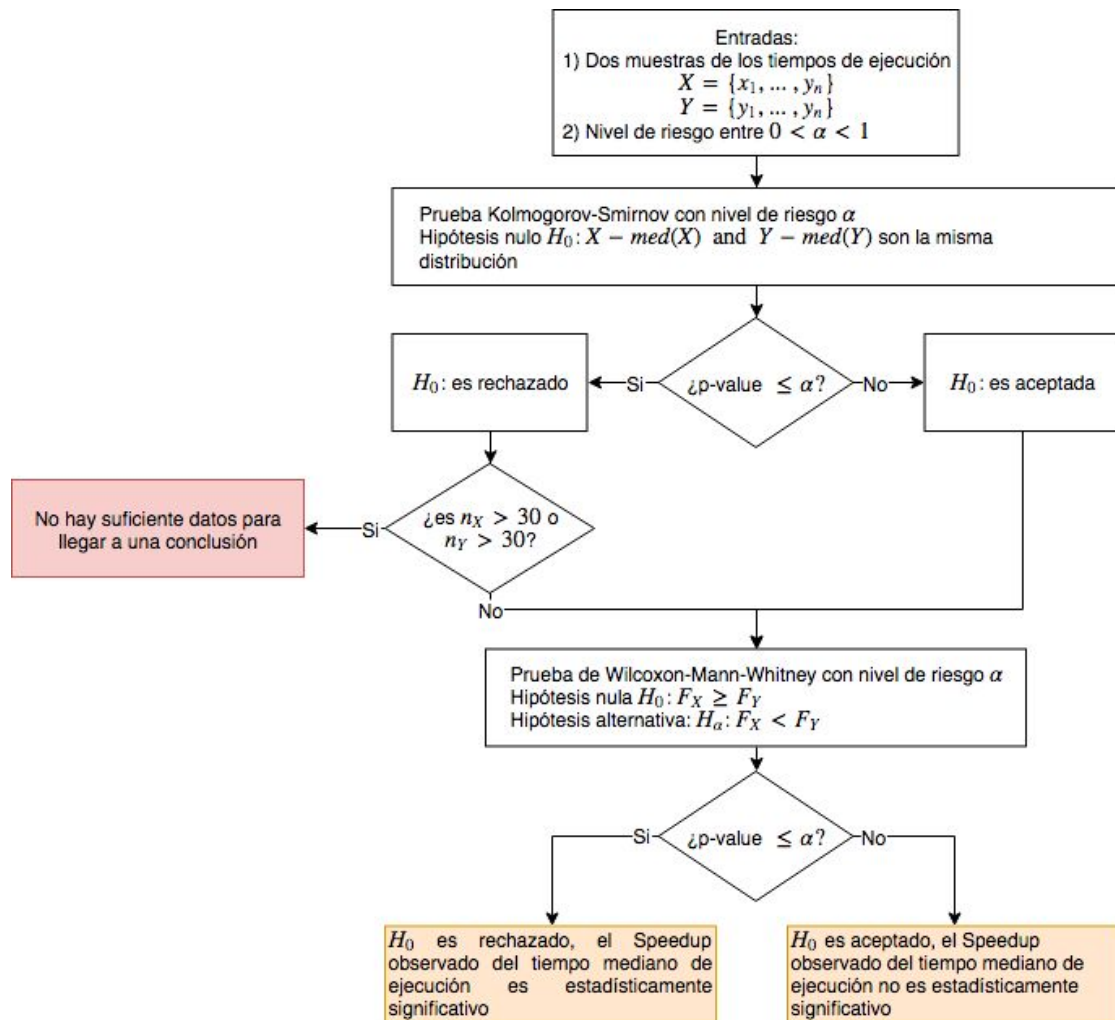 Entradas:
1) Dos muestras de los tiempos de ejecución
X = {x₁, ... , yₙ}
Y = {y₁, ... , yₙ}
2) Nivel de riesgo entre 0 < α < 1
Prueba Kolmogorov-Smirnov con nivel de riesgo α
Hipótesis nulo H₀: X − med(X) and Y − med(Y) son la misma
distribución
¿p-value ≤ α?
Si
No
H₀: es rechazado
H₀: es aceptada
¿es n_X > 30 o
n_Y > 30?
Si
No
No hay suficiente datos para
llegar a una conclusión
Prueba de Wilcoxon-Mann-Whitney con nivel de riesgo α
Hipótesis nula H₀: F_X ≥ F_Y
Hipótesis alternativa: H_a: F_X < F_Y
¿p-value ≤ α?
Si
No
H₀ es rechazado, el Speedup
observado del tiempo mediano de
ejecución es estadísticamente
significativo
H₀ es aceptado, el Speedup
observado del tiempo mediano de
ejecución no es estadísticamente
significativo